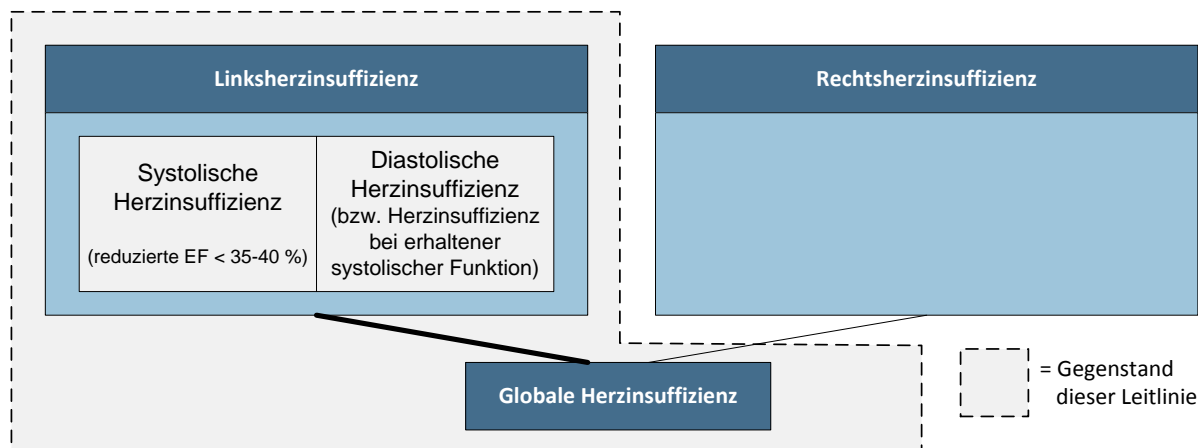 Linksherzinsuffizienz
Systolische
Herzinsuffizienz
(reduzierte EF < 35-40 %)
Diastolische
Herzinsuffizienz
(bzw. Herzinsuffizienz
bei erhaltener
systolischer Funktion)
Rechtsherzinsuffizienz
Globale Herzinsuffizienz
= Gegenstand
dieser Leitlinie